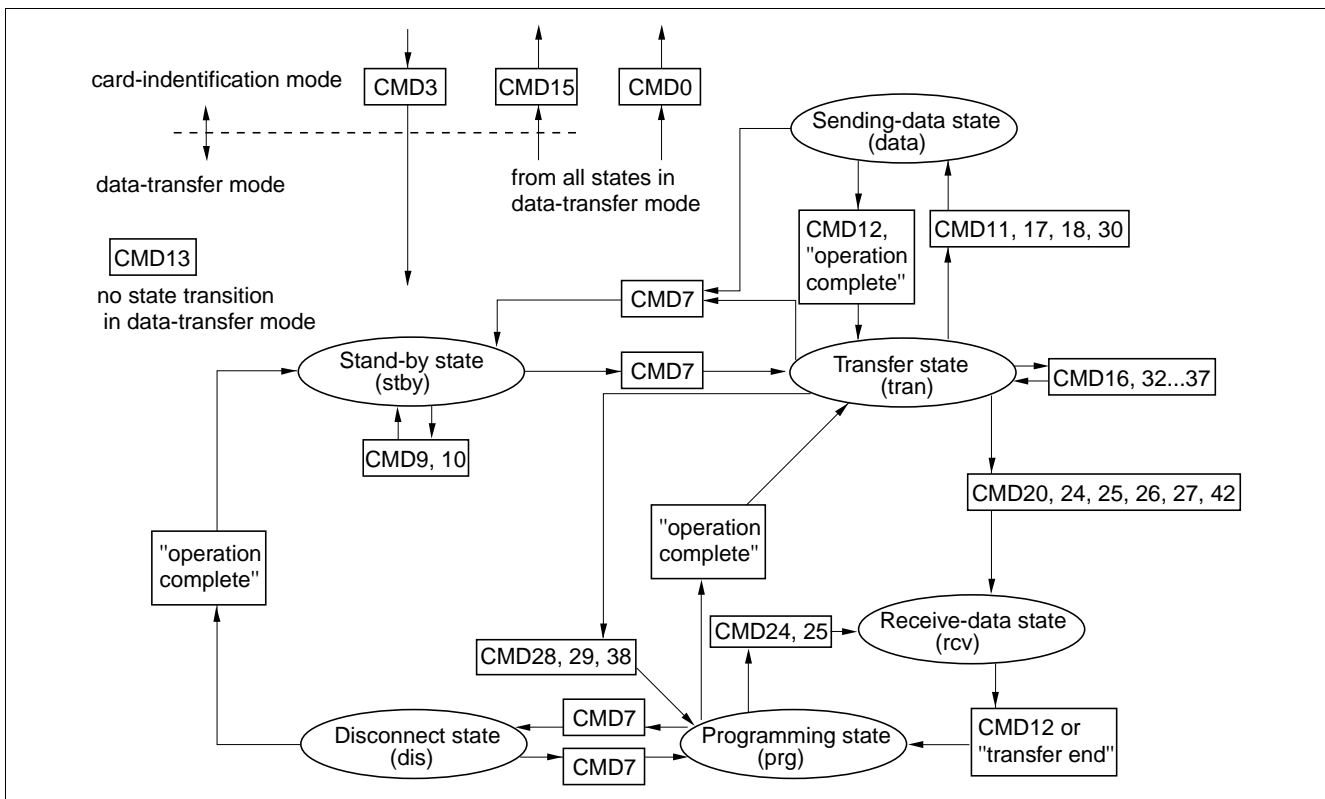 card-indentification mode
CMD3
CMD15
CMD0
Sending-data state
(data)
data-transfer mode
from all states in
data-transfer mode
CMD12,
"operation
complete"
CMD11, 17, 18, 30
CMD13
no state transition
in data-transfer mode
CMD7
Stand-by state
(stby)
CMD7
Transfer state
(tran)
CMD16, 32...37
CMD9, 10
CMD20, 24, 25, 26, 27, 42
"operation
complete"
"operation
complete"
CMD24, 25
Receive-data state
(rcv)
CMD28, 29, 38
CMD7
Disconnect state
(dis)
CMD7
Programming state
(prg)
CMD12 or
"transfer end"